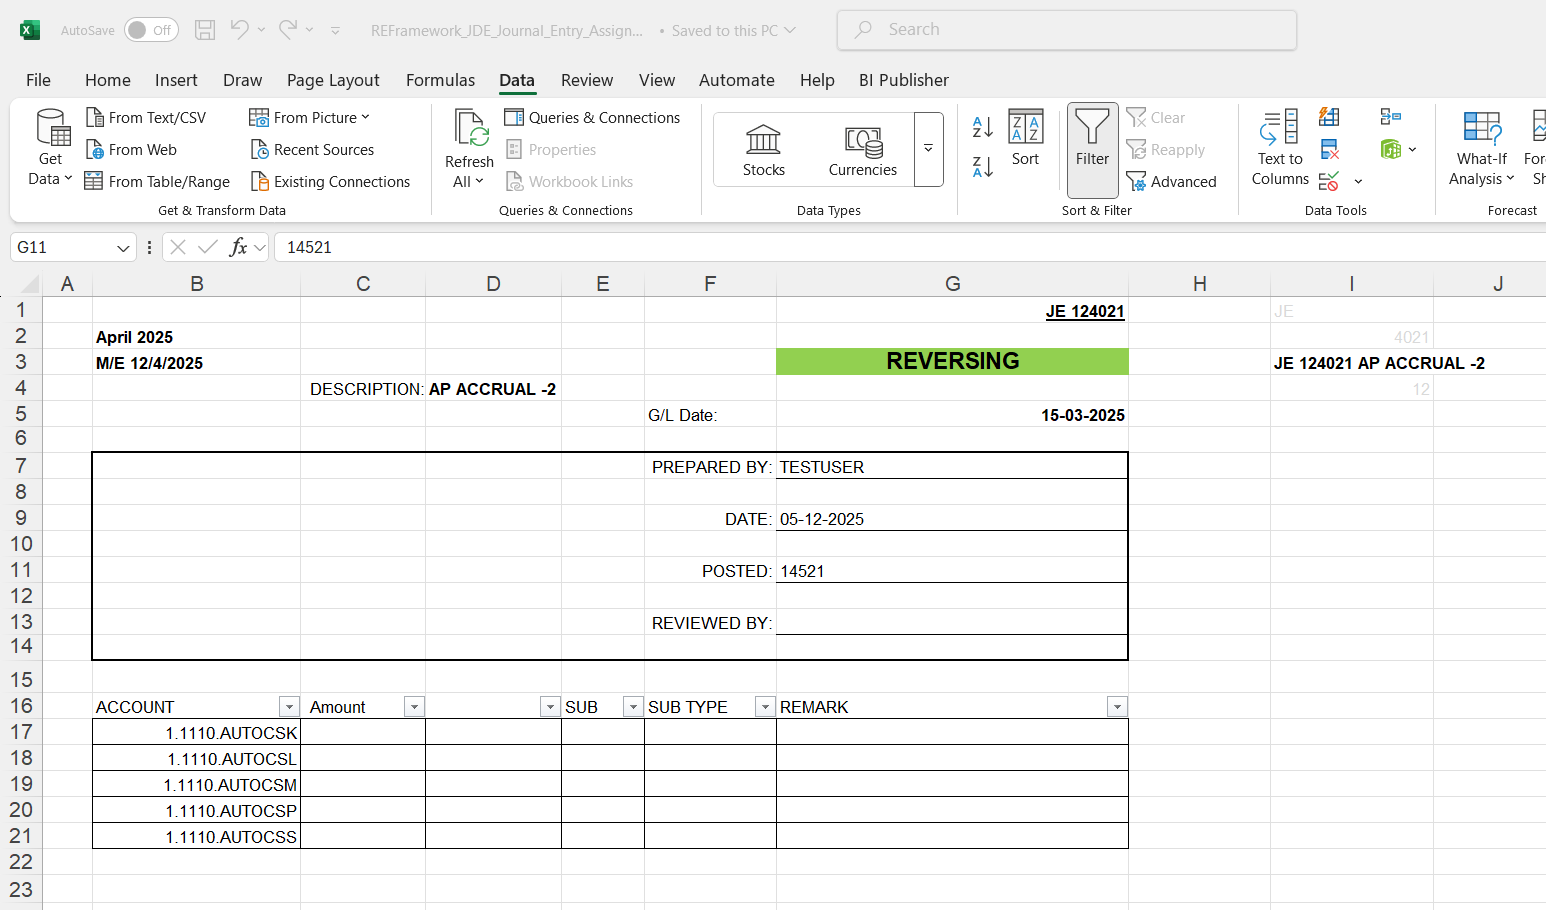 AutoSave Off REFramework_JDE_Journal_Entry_Assign... • Saved to this PC Search
File Home Insert Draw Page Layout Formulas Data Review View Automate Help BI Publisher
Get Data
From Text/CSV
From Web
From Table/Range
From Picture
Recent Sources
Existing Connections
Get & Transform Data
Refresh All
Queries & Connections
Properties
Workbook Links
Queries & Connections
Stocks Currencies
Data Types
Sort
Filter
Clear
Reapply
Advanced
Sort & Filter
Text to Columns
Data Tools
What-If Analysis
Forecast
G11 fx 14521
A B C D E F G H I J
1 JE 124021 JE
2 April 2025 4021
3 M/E 12/4/2025 REVERSING JE 124021 AP ACCRUAL -2
4 DESCRIPTION: AP ACCRUAL -2 12
5 G/L Date: 15-03-2025
6
7 PREPARED BY: TESTUSER
8
9 DATE: 05-12-2025
10
11 POSTED: 14521
12
13 REVIEWED BY:
14
15
16 ACCOUNT Amount SUB SUB TYPE REMARK
17 1.1110.AUTOCSK
18 1.1110.AUTOCSL
19 1.1110.AUTOCSM
20 1.1110.AUTOCSP
21 1.1110.AUTOCSS
22
23